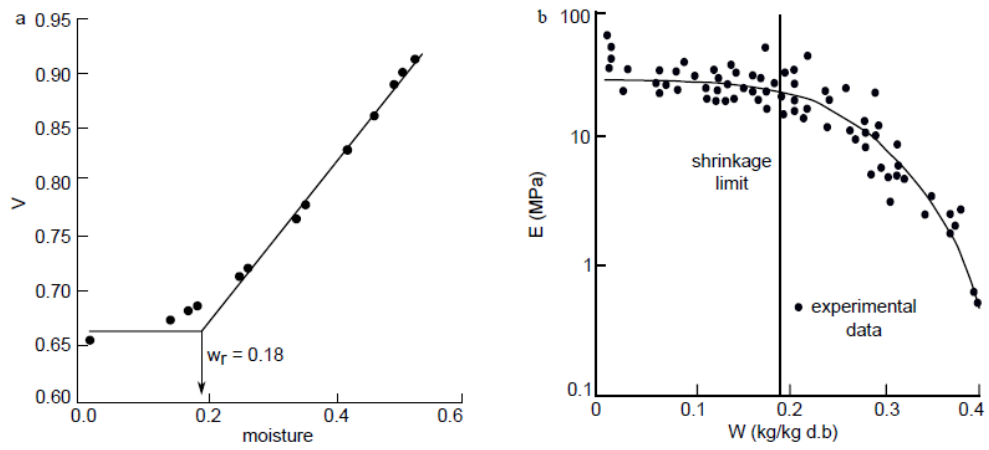 a
0.95
0.90
0.85
0.80
V
0.75
0.70
0.65
0.60
wr = 0.18
0.0 0.2 0.4 0.6
moisture
b
100
10
E (MPa)
1
0.1
shrinkage
limit
experimental
data
0 0.1 0.2 0.3 0.4
W (kg/kg d.b)